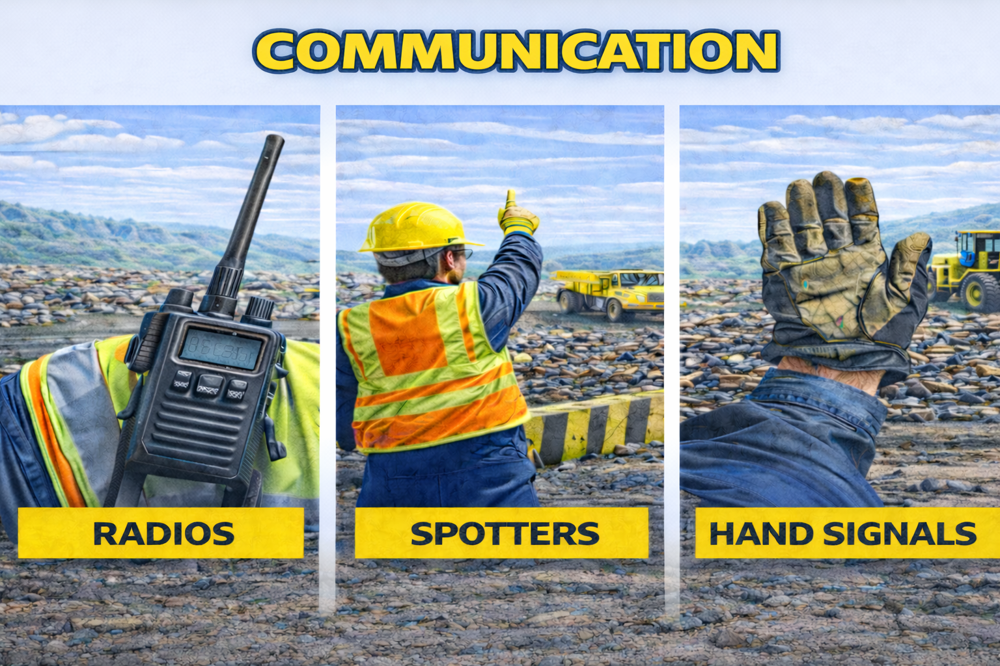 COMMUNICATION
RADIOS
SPOTTERS
HAND SIGNALS